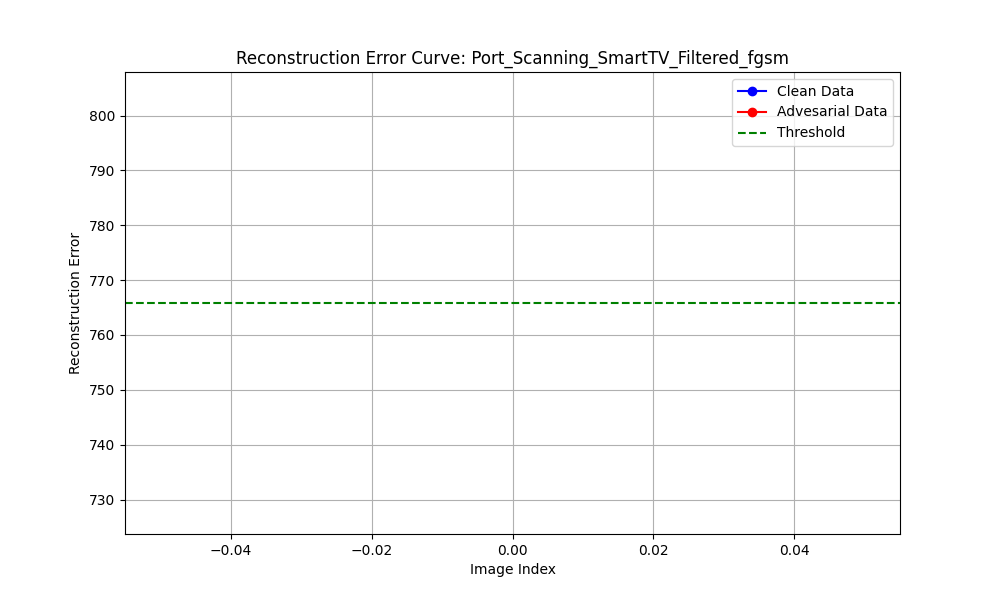 Reconstruction Error Curve: Port_Scanning_SmartTV_Filtered_fgsm
Clean Data
Advesarial Data
Threshold
800
790
780
770
760
750
740
730
Reconstruction Error
−0.04
−0.02
0.00
0.02
0.04
Image Index